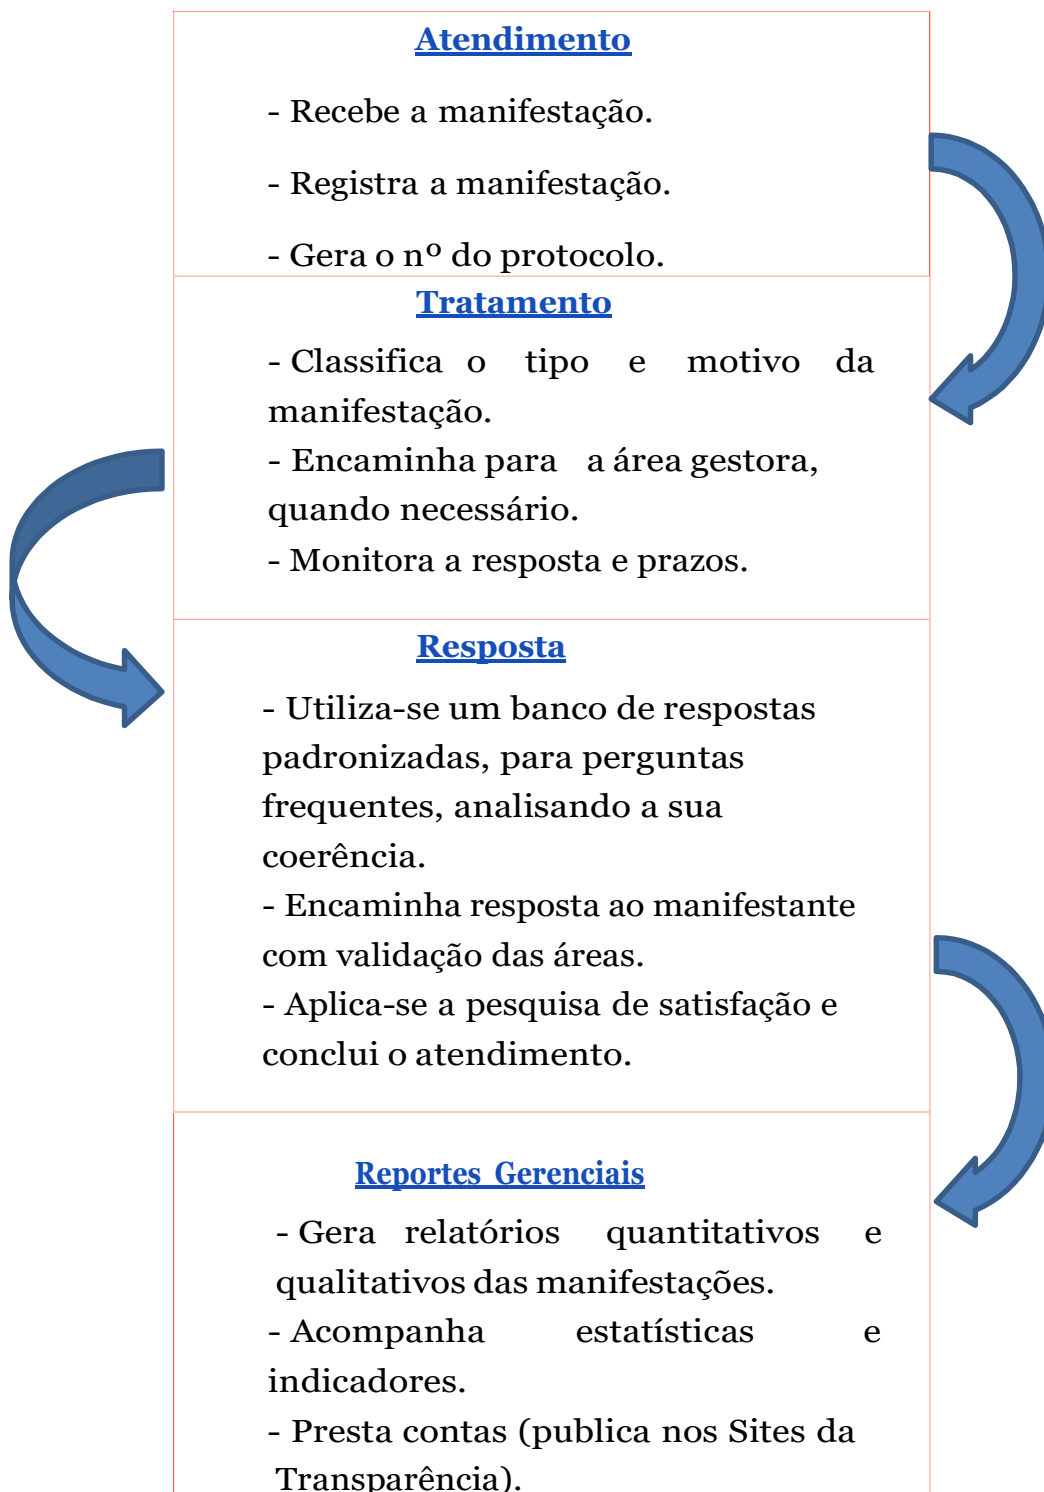 Atendimento
- Recebe a manifestação.
- Registra a manifestação.
- Gera o nº do protocolo.
Tratamento
- Classifica o tipo e motivo da
manifestação.
- Encaminha para a área gestora,
quando necessário.
- Monitora a resposta e prazos.
Resposta
- Utiliza-se um banco de respostas
padronizadas, para perguntas
frequentes, analisando a sua
coerência.
- Encaminha resposta ao manifestante
com validação das áreas.
- Aplica-se a pesquisa de satisfação e
conclui o atendimento.
Reportes Gerenciais
- Gera relatórios quantitativos e
qualitativos das manifestações.
- Acompanha estatísticas e
indicadores.
- Presta contas (publica nos Sites da
Transparência).